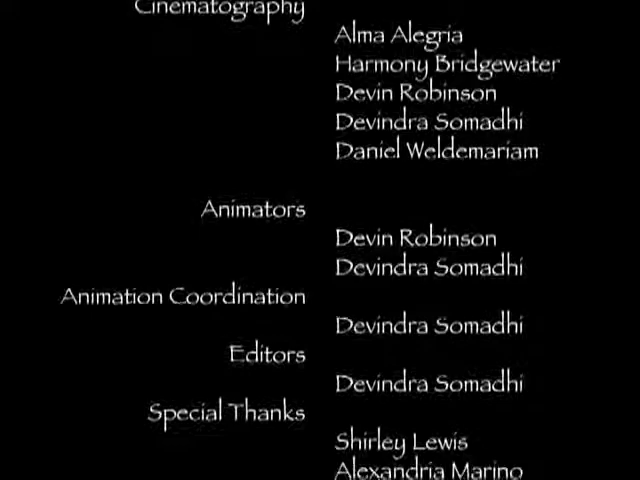 Cinematography
Alma Alegria
Harmony Bridgewater
Devin Robinson
Devindra Somadhi
Daniel Weldemariam
Animators
Devin Robinson
Devindra Somadhi
Animation Coordination
Devindra Somadhi
Editors
Devindra Somadhi
Special Thanks
Shirley Lewis
Alexandria Marino